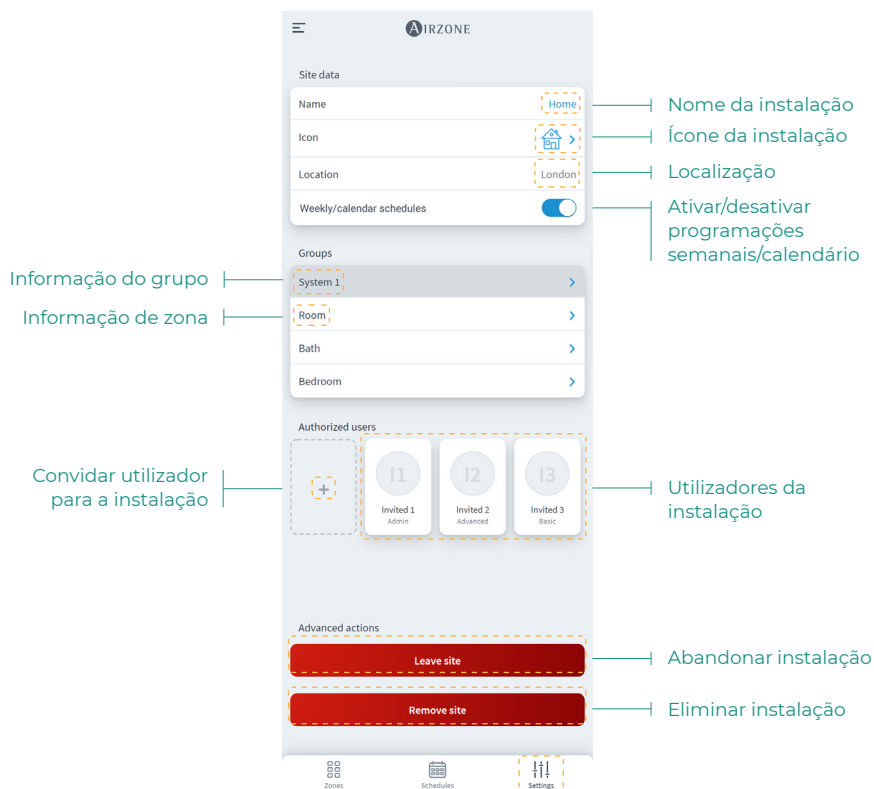 AIRZONE
Site data
Name
Home
Nome da instalação
Icon
Ícone da instalação
Location
London
Localização
Weekly/calendar schedules
Ativar/desativar
programações
semanais/calendário
Groups
Informação do grupo
System 1
Informação de zona
Room
Bath
Bedroom
Authorized users
Convidar utilizador
para a instalação
+
I1
Invited 1
Admin
I2
Invited 2
Advanced
I3
Invited 3
Basic
Utilizadores da
instalação
Advanced actions
Leave site
Abandonar instalação
Remove site
Eliminar instalação
Zones
Schedules
Settings